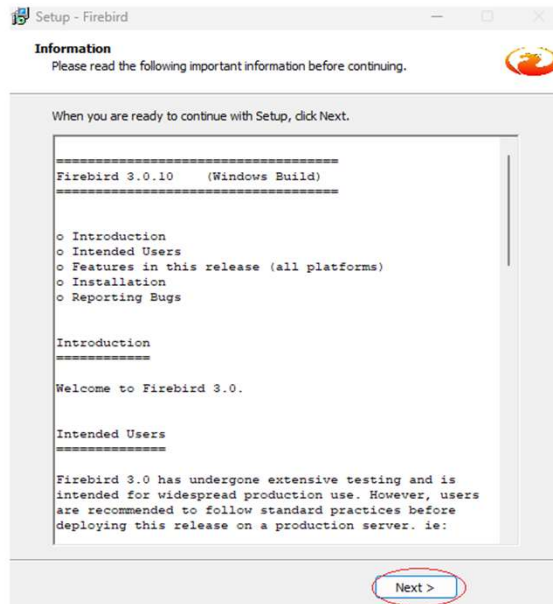 Setup - Firebird
Information
Please read the following important information before continuing.
When you are ready to continue with Setup, click Next.
====================================
Firebird 3.0.10    (Windows Build)
====================================
o Introduction
o Intended Users
o Features in this release (all platforms)
o Installation
o Reporting Bugs
Introduction
============
Welcome to Firebird 3.0.
Intended Users
==============
Firebird 3.0 has undergone extensive testing and is
intended for widespread production use. However, users
are recommended to follow standard practices before
deploying this release on a production server. ie:
Next >